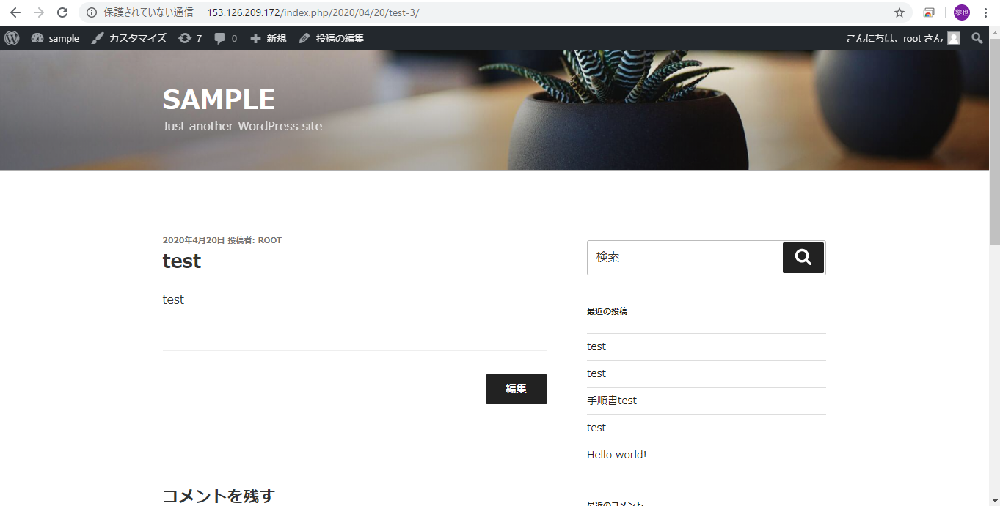 保護されていない通信 153.126.209.172/index.php/2020/04/20/test-3/
黎也
sample カスタマイズ 7 0 新規 投稿の編集 こんにちは、root さん
SAMPLE
Just another WordPress site
2020年4月20日 投稿者: ROOT
test
test
編集
コメントを残す
検索 …
最近の投稿
test
test
手順書test
test
Hello world!
最近のコメント